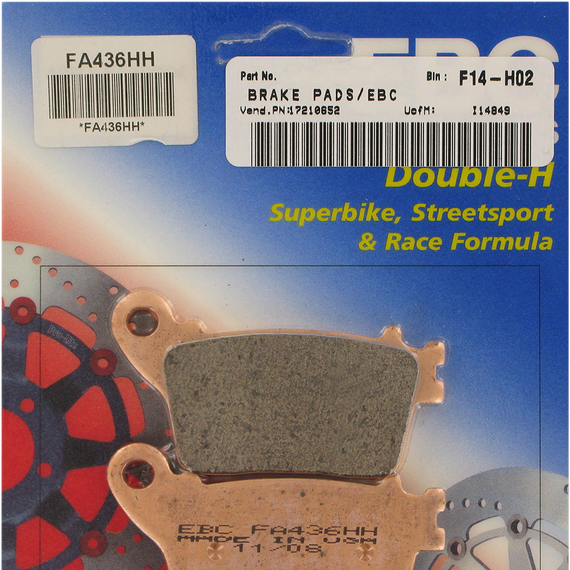 FA436HH
*FA436HH*
EBC
Part No.
Bin: F14-H02
BRAKE PADS/EBC
Vend.PN:17210652
UofM:
I14849
Double-H
Superbike, Streetsport
& Race Formula
EBC FA436HH
MADE IN USA
11/08